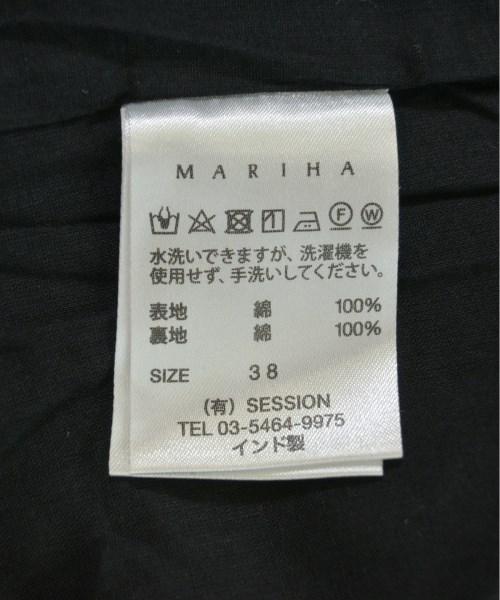 MARIHA
F W
水洗いできますが、洗濯機を
使用せず、手洗いしてください。
表地 綿 100%
裏地 綿 100%
SIZE 38
(有) SESSION
TEL 03-5464-9975
インド製